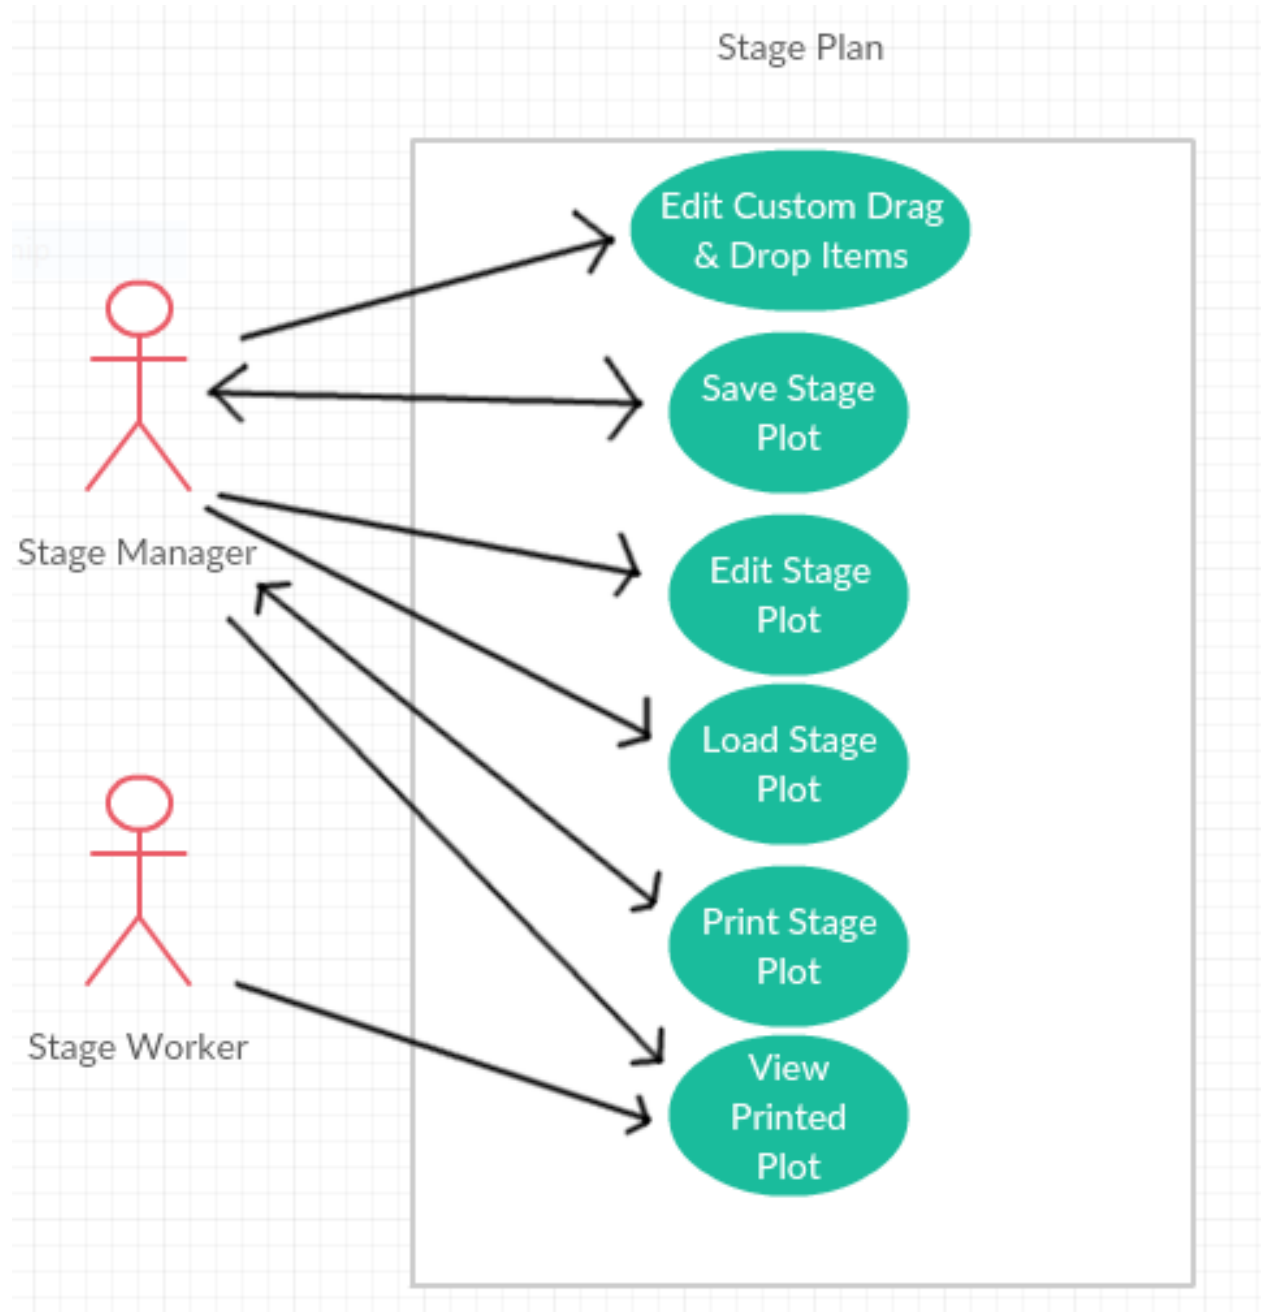 Stage Plan
Edit Custom Drag
& Drop Items
Save Stage
Plot
Stage Manager
Edit Stage
Plot
Load Stage
Plot
Print Stage
Plot
Stage Worker
View
Printed
Plot